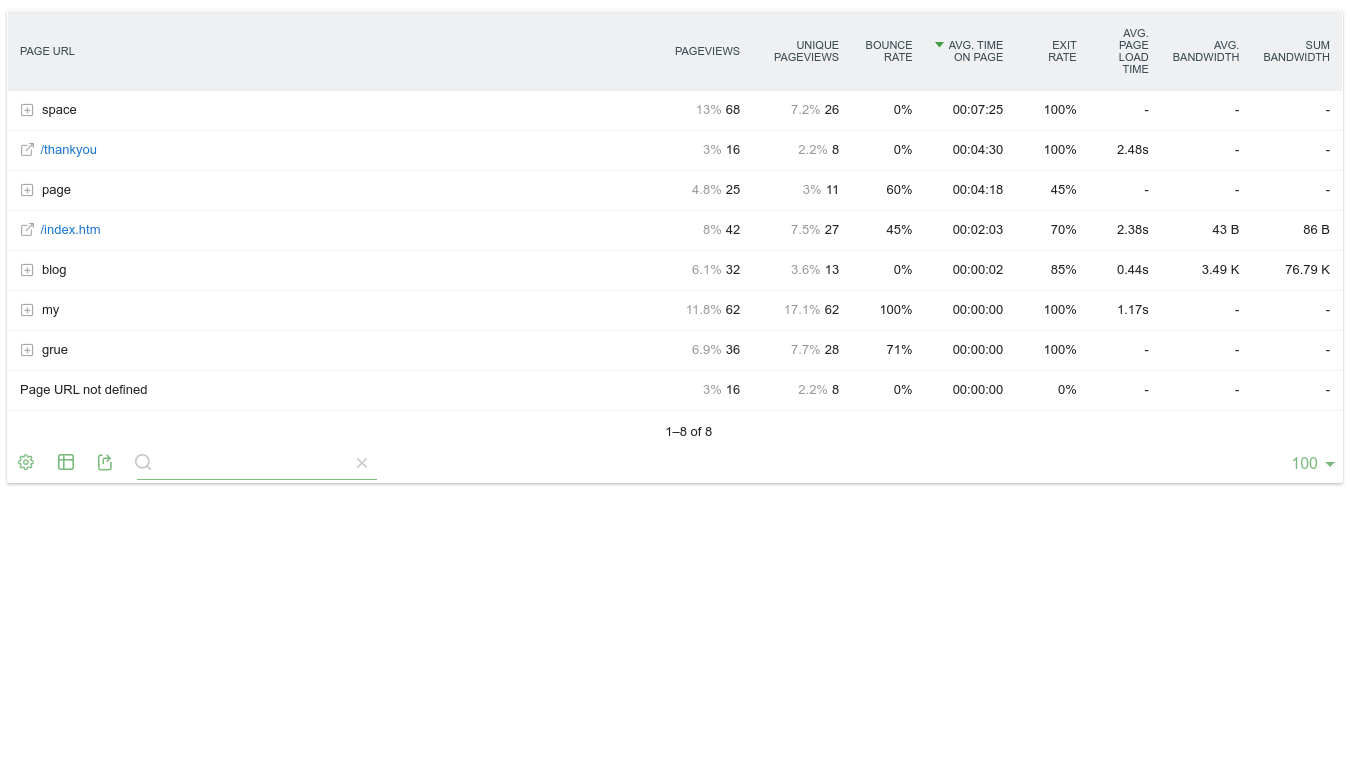 PAGE URL PAGEVIEWS UNIQUE PAGEVIEWS BOUNCE RATE AVG. TIME ON PAGE EXIT RATE AVG. PAGE LOAD TIME AVG. BANDWIDTH SUM BANDWIDTH
space 13% 68 7.2% 26 0% 00:07:25 100% - - -
/thankyou 3% 16 2.2% 8 0% 00:04:30 100% 2.48s - -
page 4.8% 25 3% 11 60% 00:04:18 45% - - -
/index.htm 8% 42 7.5% 27 45% 00:02:03 70% 2.38s 43 B 86 B
blog 6.1% 32 3.6% 13 0% 00:00:02 85% 0.44s 3.49 K 76.79 K
my 11.8% 62 17.1% 62 100% 00:00:00 100% 1.17s - -
grue 6.9% 36 7.7% 28 71% 00:00:00 100% - - -
Page URL not defined 3% 16 2.2% 8 0% 00:00:00 0% - - -
1–8 of 8
100